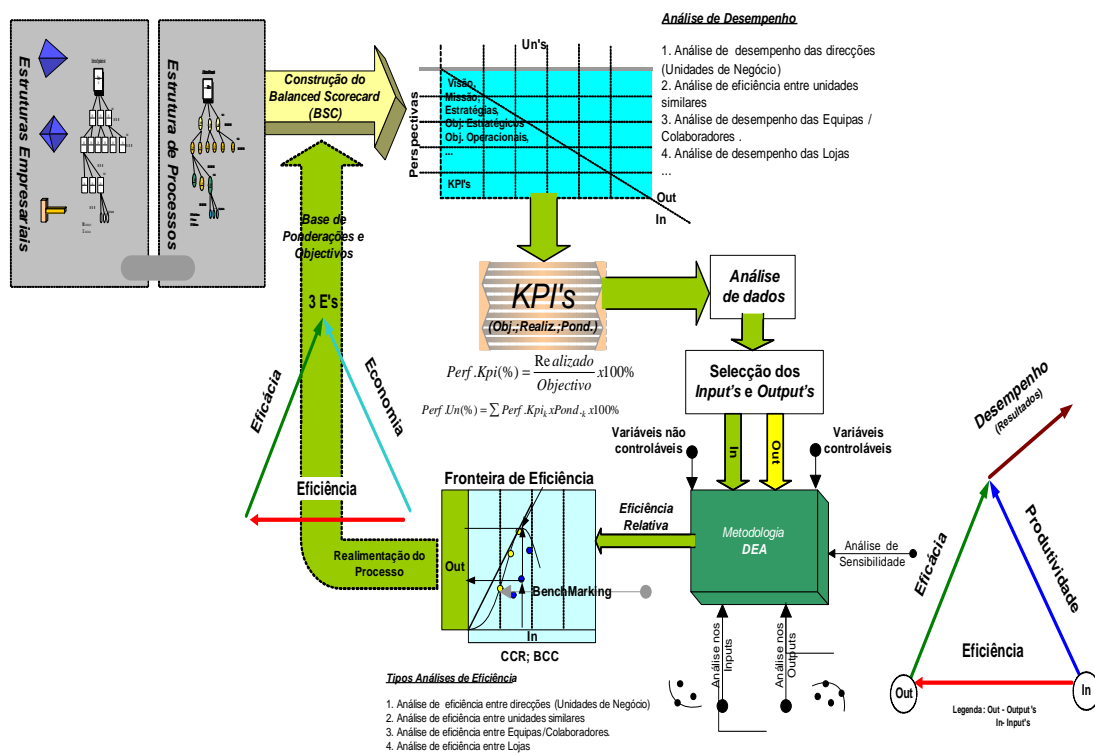 Estruturas Empresariais
Estrutura de Processos
Construção do
Balanced Scorecard
(BSC)
Un's
Perspectivas
Visão,
Missão;
Estratégias,
Obj. Estratégicos
Obj. Operacionais,
...
KPI's
Out
In
Análise de Desempenho
1. Análise de desempenho das direcções
(Unidades de Negócio)
2. Análise de eficiência entre unidades
similares
3. Análise de desempenho das Equipas /
Colaboradores .
4. Análise de desempenho das Lojas
...
Base de
Ponderações e
Objectivos
3 E's
Eficácia
Economia
Eficiência
Realimentação do
Processo
KPI's
(Obj.;Realiz.;Pond.)
Perf.Kpi(%) = Realizado / Objectivo x100%
Perf.Un(%) = ∑ Perf.Kpi k xPond. k x100%
Análise
de dados
Selecção dos
Input's e Output's
Variáveis não
controláveis
In
Out
Variáveis
controláveis
Metodologia
DEA
Análise de
Sensibilidade
Análise nos
Inputs
Análise nos
Outputs
Eficiência
Relativa
Fronteira de Eficiência
Out
BenchMarking
In
CCR; BCC
Tipos Análises de Eficiência
1. Análise de eficiência entre direcções (Unidades de Negócio)
2. Análise de eficiência entre unidades similares
3. Análise de eficiência entre Equipas/Colaboradores.
4. Análise de eficiência entre Lojas
Desempenho
(Resultados)
Eficácia
Produtividade
Eficiência
Out
In
Legenda: Out - Output's
In- Input's